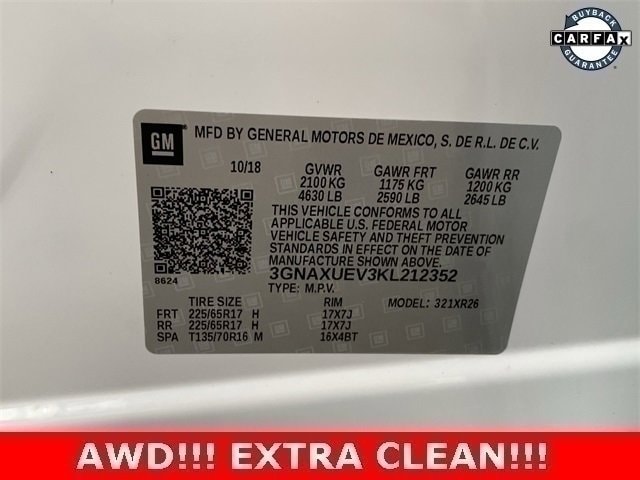 BUYBACK
CARFAX
GUARANTEE
GM
MFD BY GENERAL MOTORS DE MEXICO, S. DE R.L. DE C.V.
10/18 GVWR GAWR FRT GAWR RR
2100 KG 1175 KG 1200 KG
4630 LB 2590 LB 2645 LB
THIS VEHICLE CONFORMS TO ALL
APPLICABLE U.S. FEDERAL MOTOR
VEHICLE SAFETY AND THEFT PREVENTION
STANDARDS IN EFFECT ON THE DATE OF
MANUFACTURE SHOWN ABOVE.
8624
3GNAXUEV3KL212352
TYPE: M.P.V.
TIRE SIZE RIM MODEL: 321XR26
FRT 225/65R17 H 17X7J
RR 225/65R17 H 17X7J
SPA T135/70R16 M 16X4BT
AWD!!! EXTRA CLEAN!!!